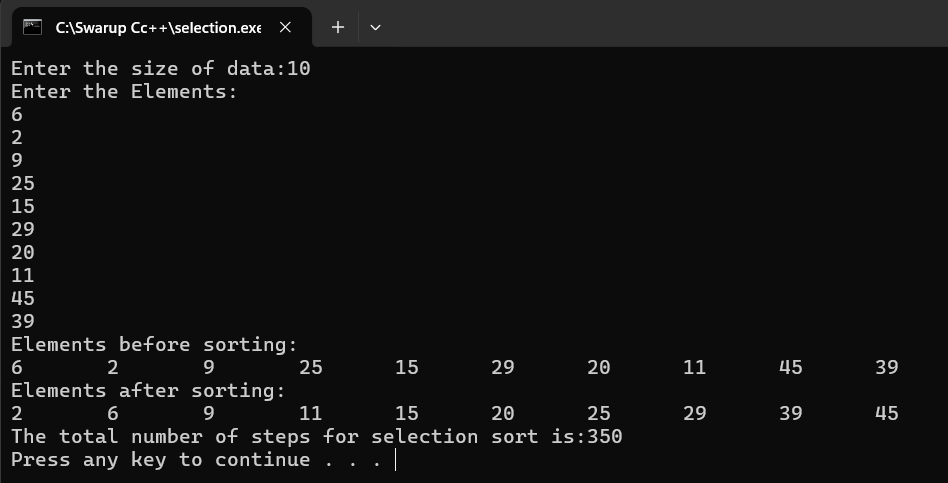 C:\Swarup Cc++\selection.exe
Enter the size of data:10
Enter the Elements:
6
2
9
25
15
29
20
11
45
39
Elements before sorting:
6 2 9 25 15 29 20 11 45 39
Elements after sorting:
2 6 9 11 15 20 25 29 39 45
The total number of steps for selection sort is:350
Press any key to continue . . .